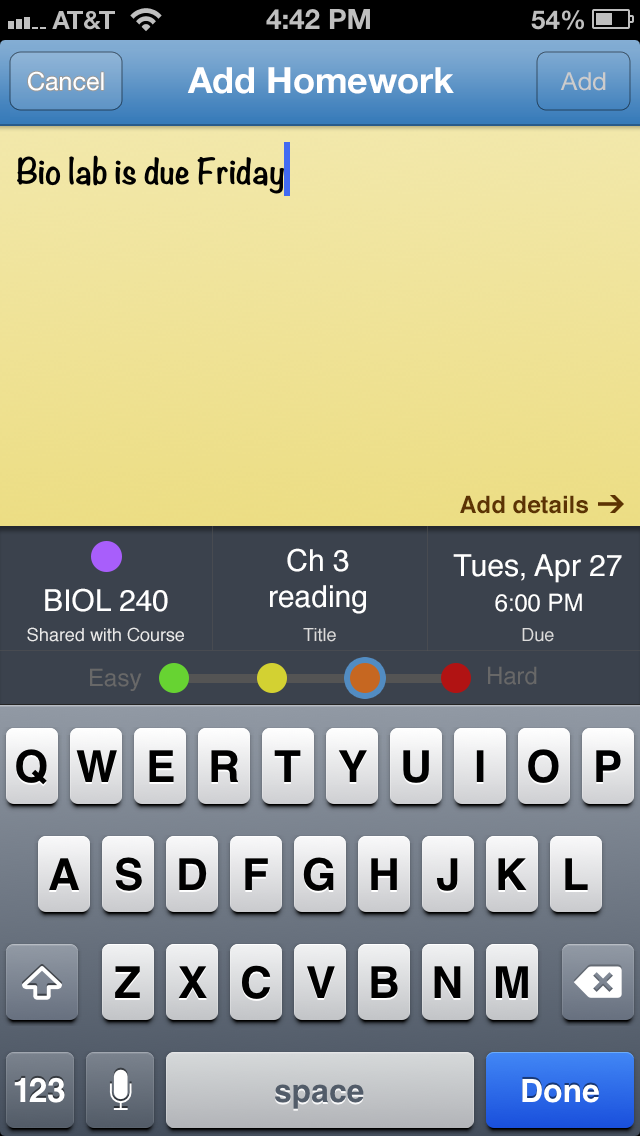 AT&T 4:42 PM 54%
Cancel Add Homework Add
Bio lab is due Friday
Add details →
BIOL 240
Shared with Course
Ch 3
reading
Title
Tues, Apr 27
6:00 PM
Due
Easy Hard
Q W E R T Y U I O P
A S D F G H J K L
Z X C V B N M
123 space Done